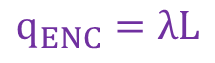 qENC = λL